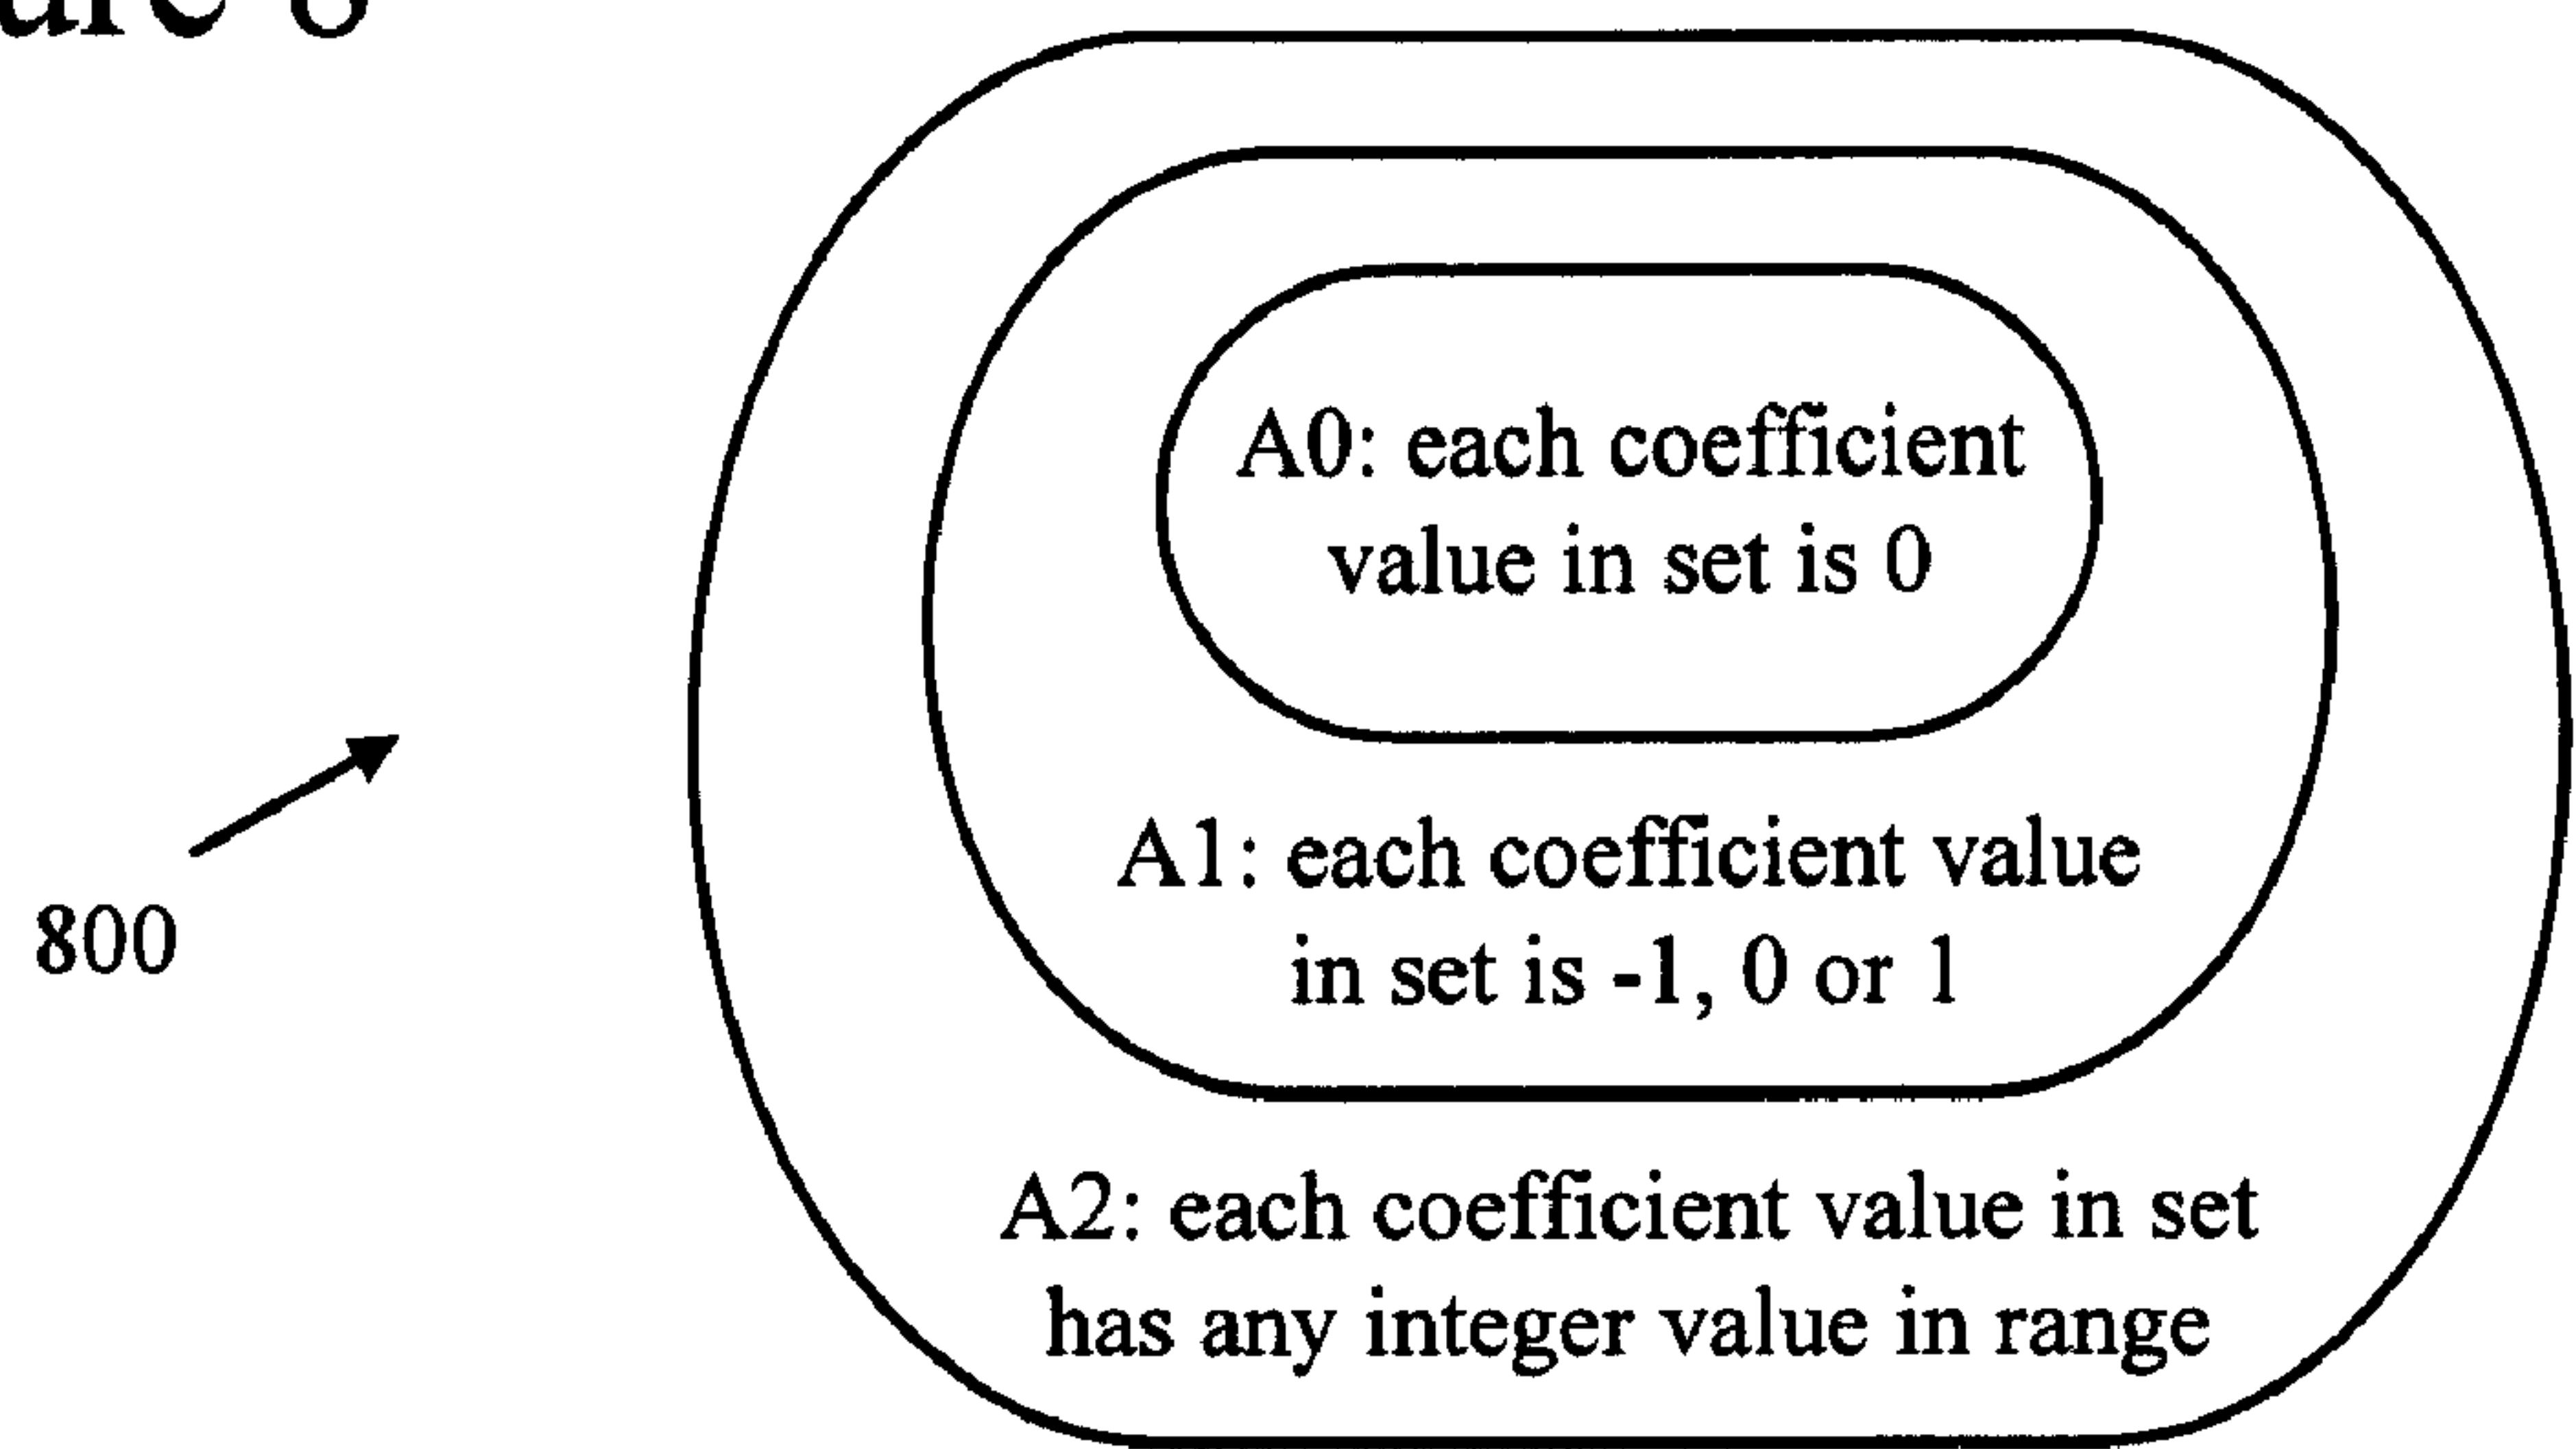 8
A0: each coefficient
value in set is 0
A1: each coefficient value
in set is -1, 0 or 1
800
A2: each coefficient value in set
has any integer value in range